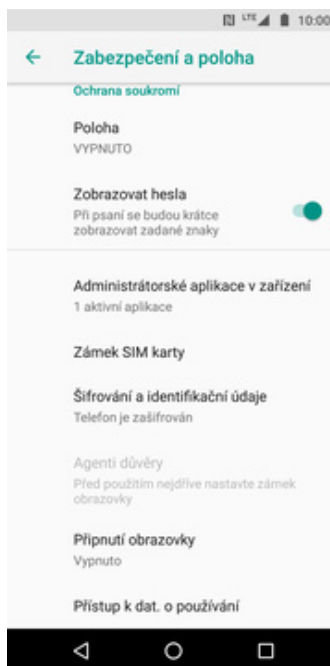 LTE 10:00
Zabezpečení a poloha
Ochrana soukromí
Poloha
VYPNUTO
Zobrazovat hesla
Při psaní se budou krátce
zobrazovat zadané znaky
Administrátorské aplikace v zařízení
1 aktivní aplikace
Zámek SIM karty
Šifrování a identifikační údaje
Telefon je zašifrován
Agenti důvěry
Před použitím nejdříve nastavte zámek
obrazovky
Připnutí obrazovky
Vypnuto
Přístup k dat. o používání